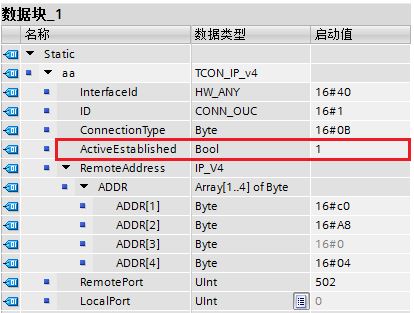 数据块_1
名称 数据类型 启动值
Static
aa TCON_IP_v4
InterfaceId HW_ANY 16#40
ID CONN_OUC 16#1
ConnectionType Byte 16#0B
ActiveEstablished Bool 1
RemoteAddress IP_V4
ADDR Array[1..4] of Byte
ADDR[1] Byte 16#c0
ADDR[2] Byte 16#A8
ADDR[3] Byte 16#0
ADDR[4] Byte 16#04
RemotePort UInt 502
LocalPort UInt 0